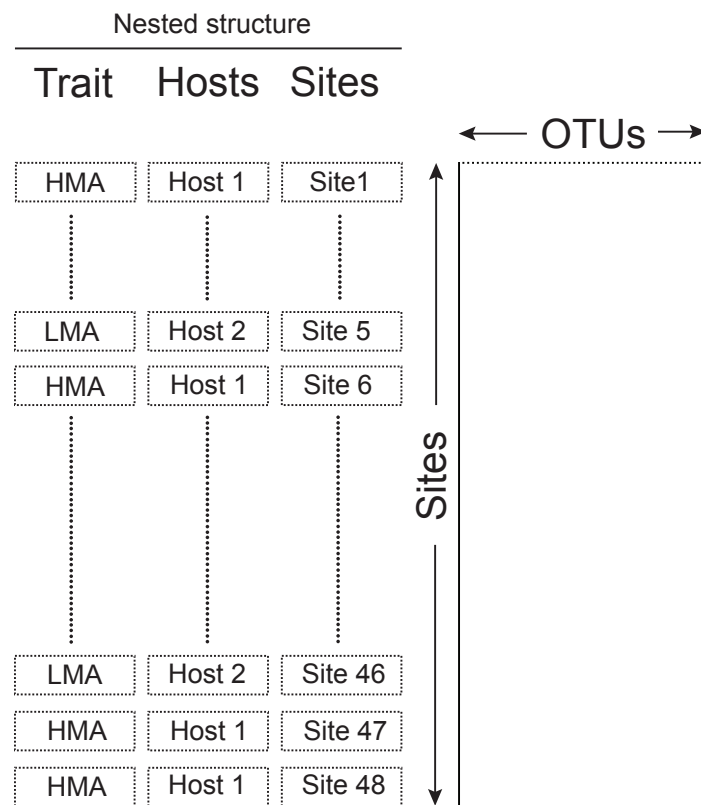 Nested structure
Trait Hosts Sites
OTUs
HMA Host 1 Site1
LMA Host 2 Site 5
HMA Host 1 Site 6
Sites
LMA Host 2 Site 46
HMA Host 1 Site 47
HMA Host 1 Site 48